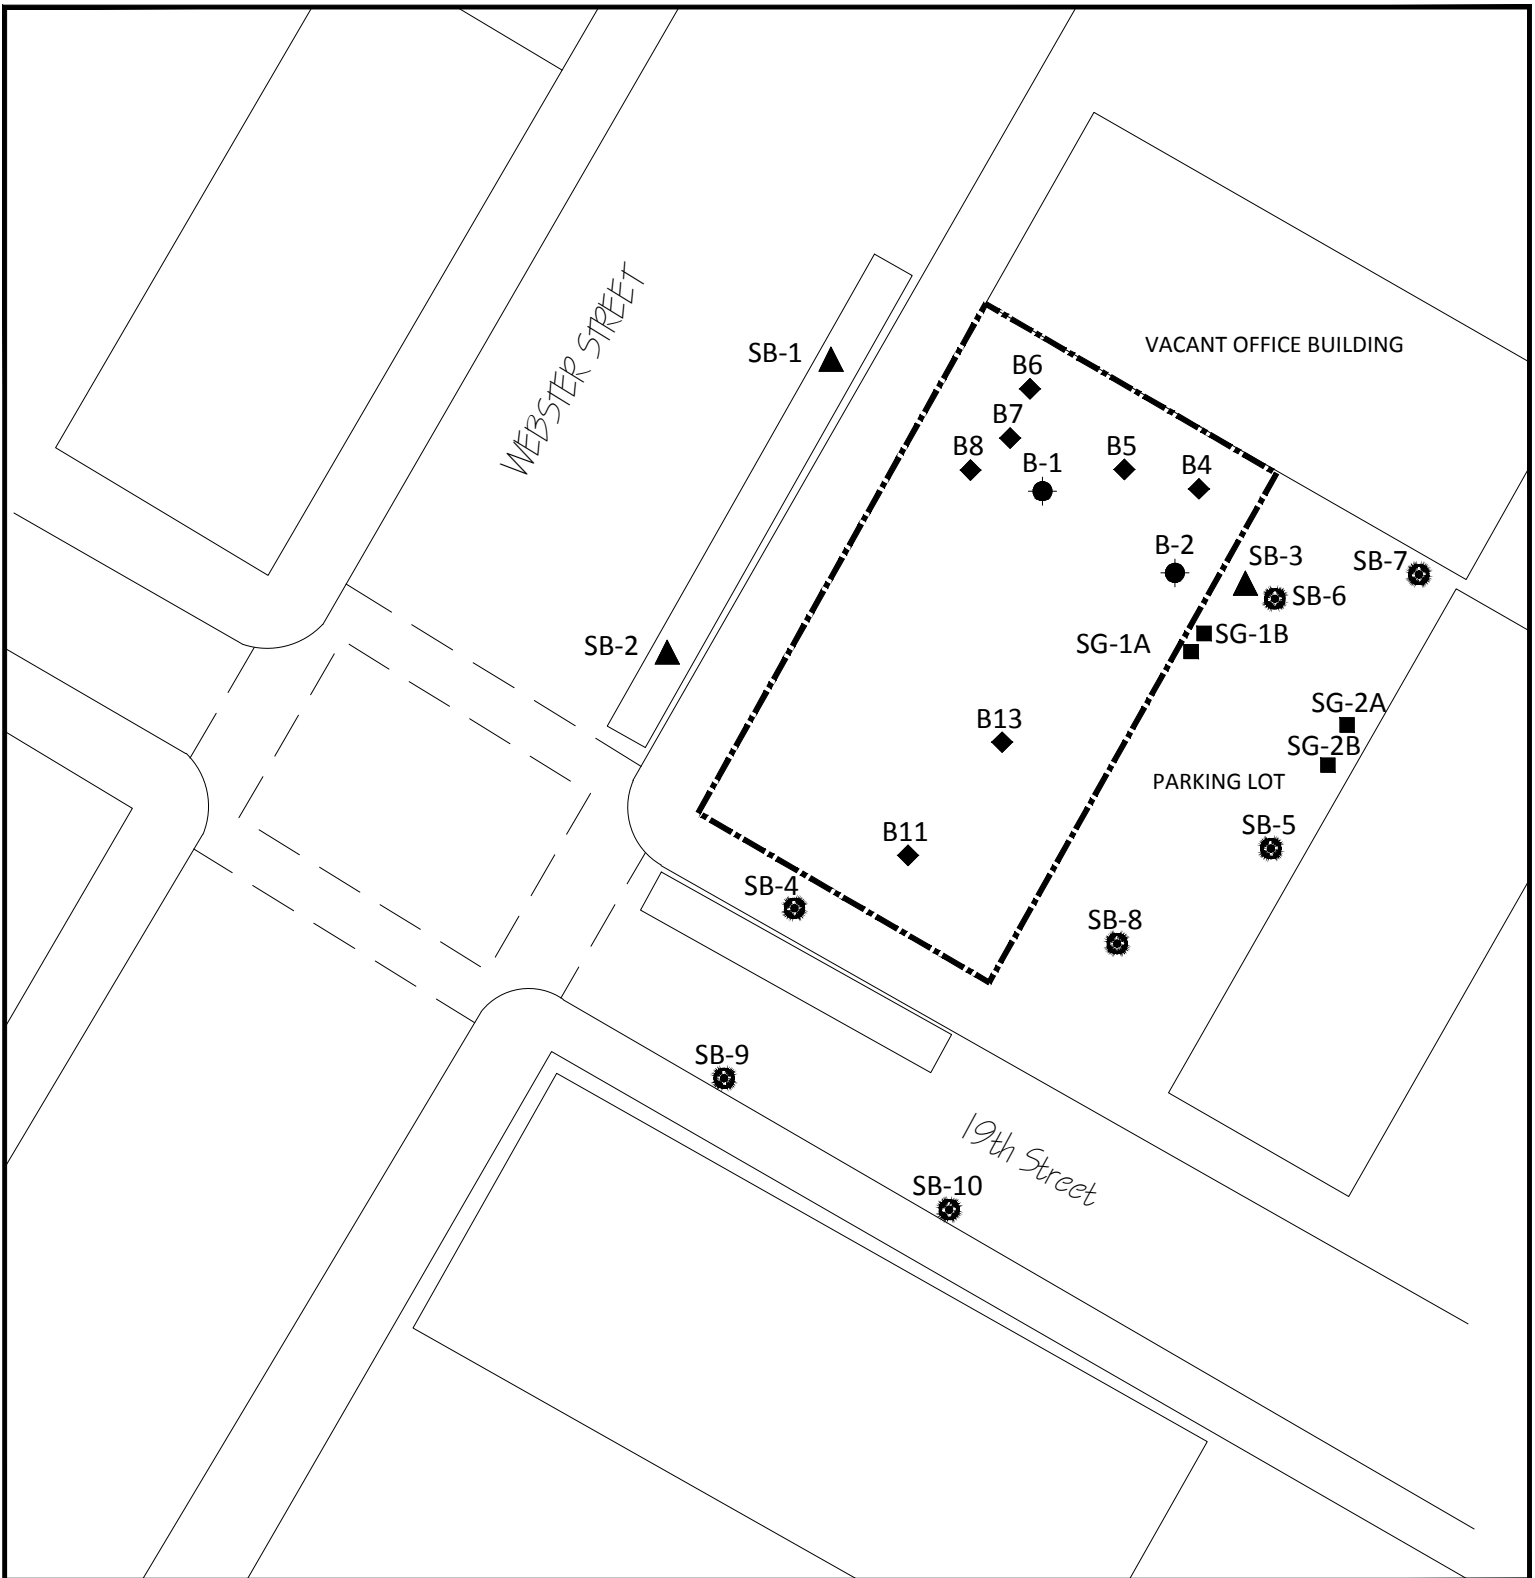 WEBSTER STREET
VACANT OFFICE BUILDING
SB-1
B6
B7
B8
B-1
B5
B4
B-2
SB-3
SB-7
SB-6
SG-1B
SG-1A
SB-2
SG-2A
B13
SG-2B
PARKING LOT
SB-5
B11
SB-4
SB-8
SB-9
19th Street
SB-10